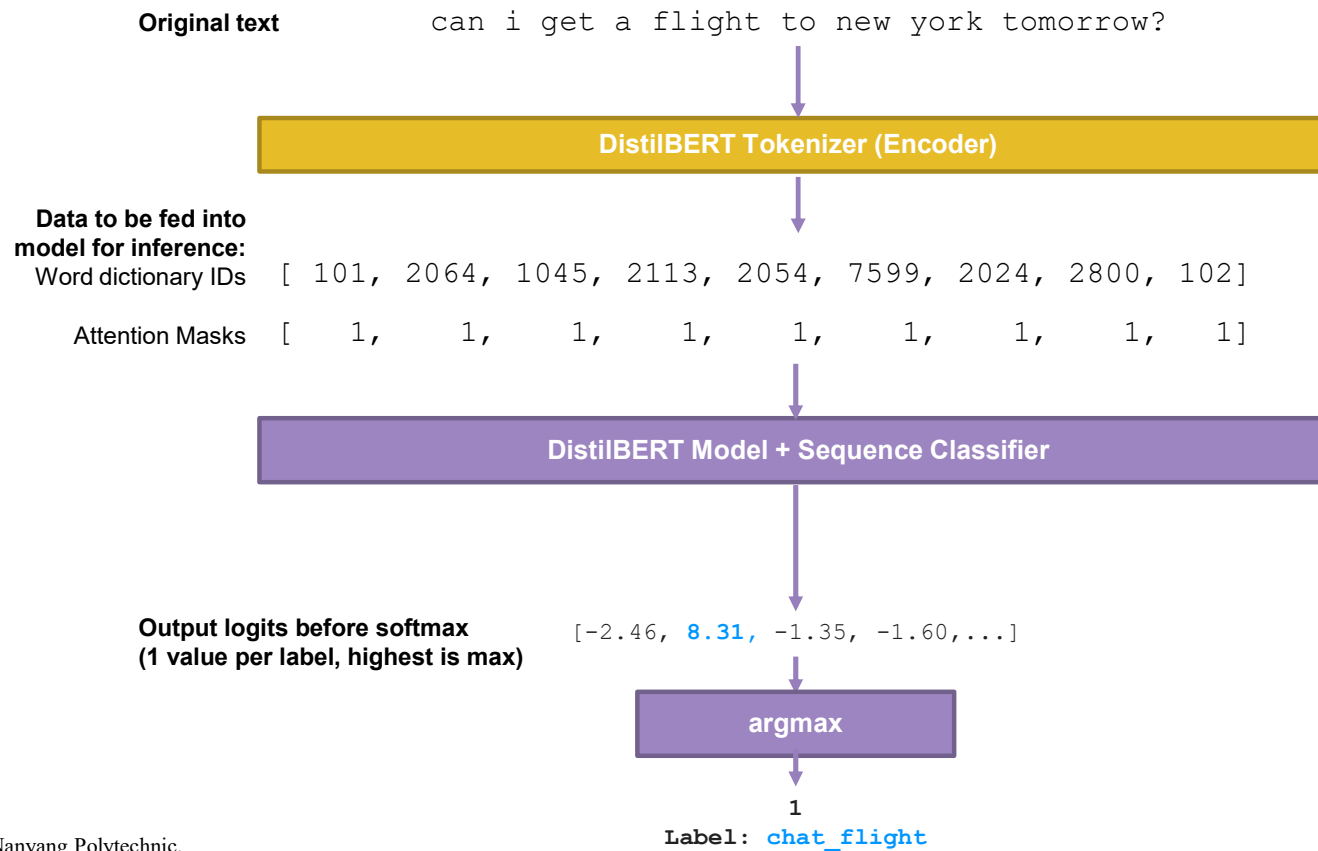 Original text can i get a flight to new york tomorrow?
DistilBERT Tokenizer (Encoder)
Data to be fed into
model for inference:
Word dictionary IDs [ 101, 2064, 1045, 2113, 2054, 7599, 2024, 2800, 102]
Attention Masks [ 1, 1, 1, 1, 1, 1, 1, 1, 1]
DistilBERT Model + Sequence Classifier
Output logits before softmax [-2.46, 8.31, -1.35, -1.60,...]
(1 value per label, highest is max)
argmax
1
Label: chat_flight
Nanyang Polytechnic.